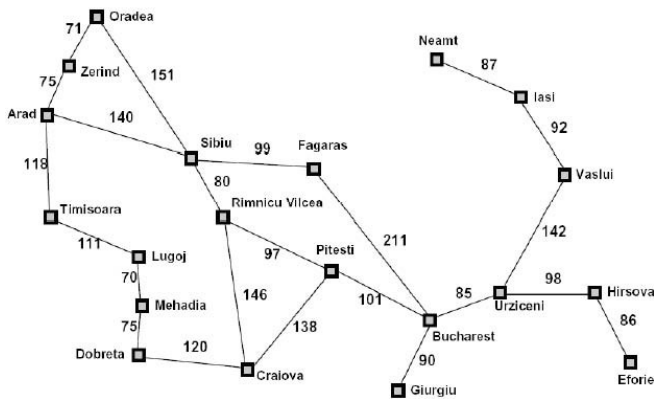 71
Oradea
Neamt
87
Zerind
75
151
Iasi
Arad
140
92
Sibiu
99
Fagaras
118
Vaslui
80
Rimnicu Vilcea
Timisoara
142
111
Lugoj
97
Pitesti
211
70
98
Hirsova
146
85
Mehadia
101
Urziceni
75
138
86
120
Bucharest
Dobreta
90
Craiova
Eforie
Giurgiu